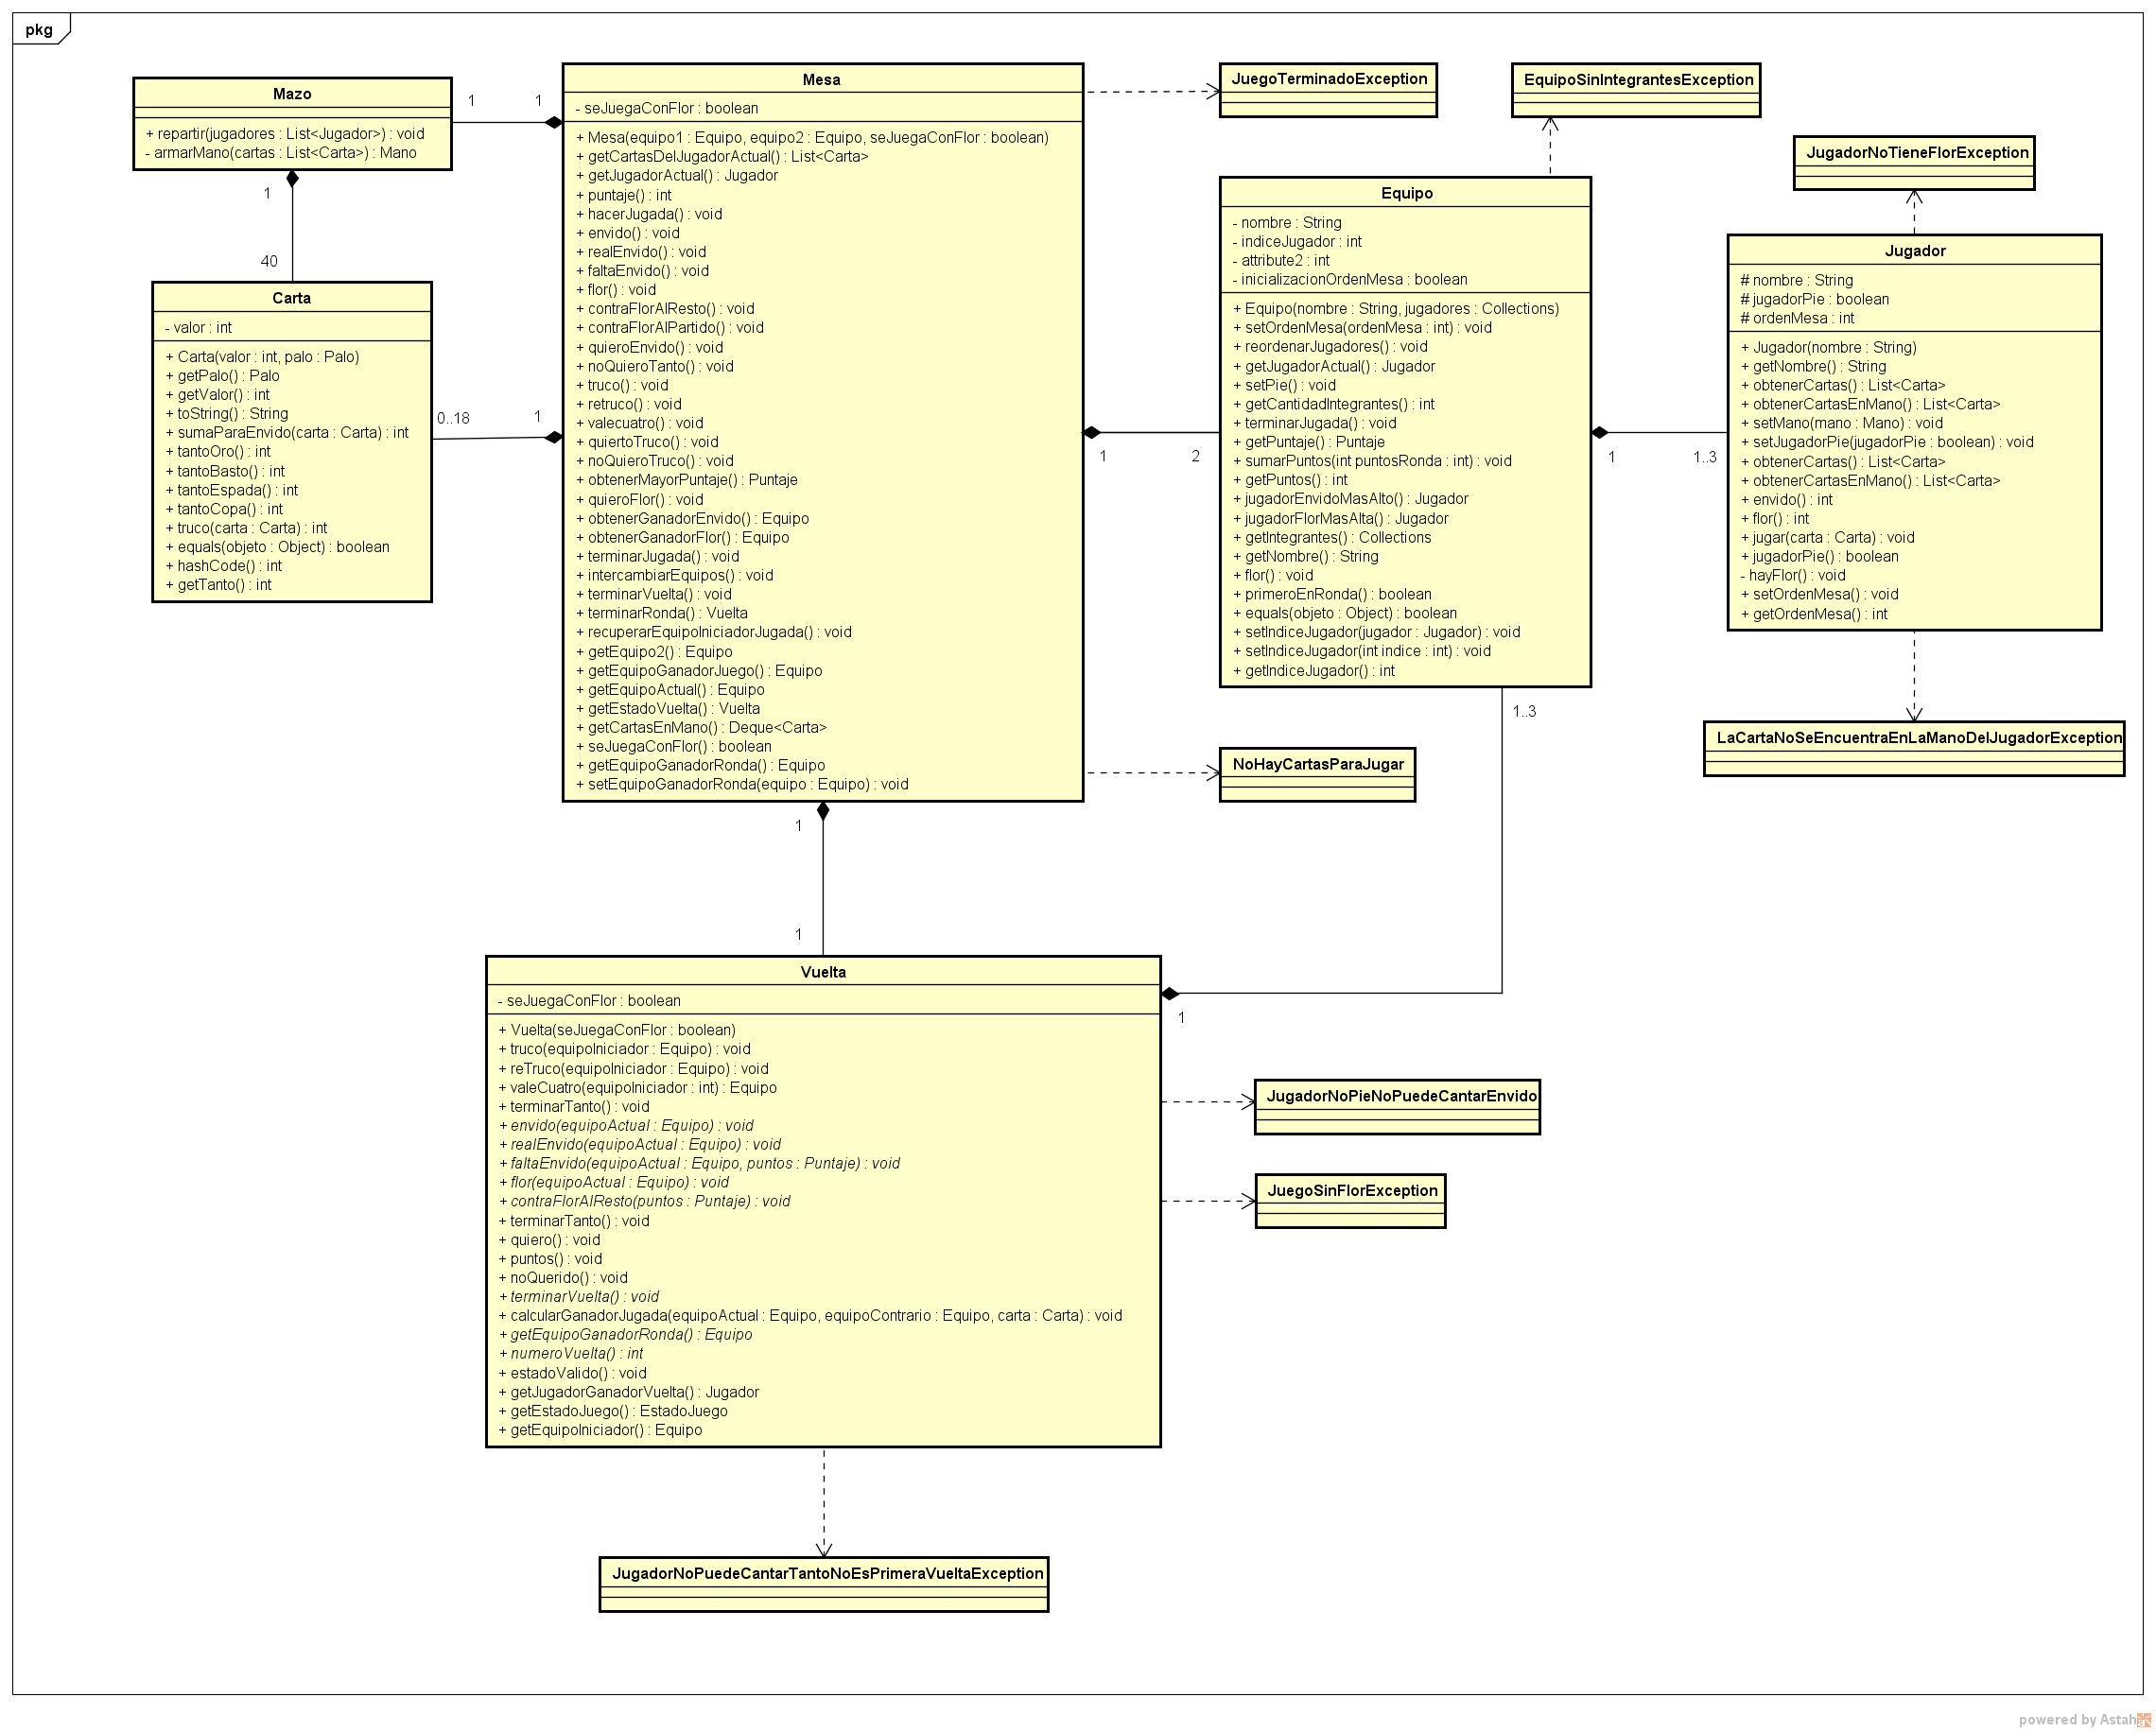 pkg
Mazo
+ repartir(jugadores : List<Jugador>) : void
- armarMano(cartas : List<Carta>) : Mano
1
1
1
40
Carta
- valor : int
+ Carta(valor : int, palo : Palo)
+ getPalo() : Palo
+ getValor() : int
+ toString() : String
+ sumaParaEnvido(carta : Carta) : int
+ tantoOro() : int
+ tantoBasto() : int
+ tantoEspada() : int
+ tantoCopa() : int
+ truco(carta : Carta) : int
+ equals(objeto : Object) : boolean
+ hashCode() : int
+ getTanto() : int
0..18
1
Mesa
- seJuegaConFlor : boolean
+ Mesa(equipo1 : Equipo, equipo2 : Equipo, seJuegaConFlor : boolean)
+ getCartasDelJugadorActual() : List<Carta>
+ getJugadorActual() : Jugador
+ puntaje() : int
+ hacerJugada() : void
+ envido() : void
+ realEnvido() : void
+ faltaEnvido() : void
+ flor() : void
+ contraFlorAlResto() : void
+ contraFlorAlPartido() : void
+ quieroEnvido() : void
+ noQuieroTanto() : void
+ truco() : void
+ retruco() : void
+ valecuatro() : void
+ quiertoTruco() : void
+ noQuieroTruco() : void
+ obtenerMayorPuntaje() : Puntaje
+ quieroFlor() : void
+ obtenerGanadorEnvido() : Equipo
+ obtenerGanadorFlor() : Equipo
+ terminarJugada() : void
+ intercambiarEquipos() : void
+ terminarVuelta() : void
+ terminarRonda() : Vuelta
+ recuperarEquipoIniciadorJugada() : void
+ getEquipo2() : Equipo
+ getEquipoGanadorJuego() : Equipo
+ getEquipoActual() : Equipo
+ getEstadoVuelta() : Vuelta
+ getCartasEnMano() : Deque<Carta>
+ seJuegaConFlor() : boolean
+ getEquipoGanadorRonda() : Equipo
+ setEquipoGanadorRonda(equipo : Equipo) : void
JuegoTerminadoException
EquipoSinIntegrantesException
Equipo
- nombre : String
- indiceJugador : int
- attribute2 : int
- inicializacionOrdenMesa : boolean
+ Equipo(nombre : String, jugadores : Collections)
+ setOrdenMesa(ordenMesa : int) : void
+ reordenarJugadores() : void
+ getJugadorActual() : Jugador
+ setPie() : void
+ getCantidadIntegrantes() : int
+ terminarJugada() : void
+ getPuntaje() : Puntaje
+ sumarPuntos(int puntosRonda : int) : void
+ getPuntos() : int
+ jugadorEnvidoMasAlto() : Jugador
+ jugadorFlorMasAlta() : Jugador
+ getIntegrantes() : Collections
+ getNombre() : String
+ flor() : void
+ primeroEnRonda() : boolean
+ equals(objeto : Object) : boolean
+ setIndiceJugador(jugador : Jugador) : void
+ setIndiceJugador(int indice : int) : void
+ getIndiceJugador() : int
1
2
1
1..3
JugadorNoTieneFlorException
Jugador
# nombre : String
# jugadorPie : boolean
# ordenMesa : int
+ Jugador(nombre : String)
+ getNombre() : String
+ obtenerCartas() : List<Carta>
+ obtenerCartasEnMano() : List<Carta>
+ setMano(mano : Mano) : void
+ setJugadorPie(jugadorPie : boolean) : void
+ obtenerCartas() : List<Carta>
+ obtenerCartasEnMano() : List<Carta>
+ envido() : int
+ flor() : int
+ jugar(carta : Carta) : void
+ jugadorPie() : boolean
- hayFlor() : void
+ setOrdenMesa() : void
+ getOrdenMesa() : int
LaCartaNoSeEncuentraEnLaManoDelJugadorException
1..3
NoHayCartasParaJugar
1
1
Vuelta
- seJuegaConFlor : boolean
+ Vuelta(seJuegaConFlor : boolean)
+ truco(equipoIniciador : Equipo) : void
+ reTruco(equipoIniciador : Equipo) : void
+ valeCuatro(equipoIniciador : int) : Equipo
+ terminarTanto() : void
+ envido(equipoActual : Equipo) : void
+ realEnvido(equipoActual : Equipo) : void
+ faltaEnvido(equipoActual : Equipo, puntos : Puntaje) : void
+ flor(equipoActual : Equipo) : void
+ contraFlorAlResto(puntos : Puntaje) : void
+ terminarTanto() : void
+ quiero() : void
+ puntos() : void
+ noQuerido() : void
+ terminarVuelta() : void
+ calcularGanadorJugada(equipoActual : Equipo, equipoContrario : Equipo, carta : Carta) : void
+ getEquipoGanadorRonda() : Equipo
+ numeroVuelta() : int
+ estadoValido() : void
+ getJugadorGanadorVuelta() : Jugador
+ getEstadoJuego() : EstadoJuego
+ getEquipoIniciador() : Equipo
1
JugadorNoPieNoPuedeCantarEnvido
JuegoSinFlorException
JugadorNoPuedeCantarTantoNoEsPrimeraVueltaException
powered by Astah